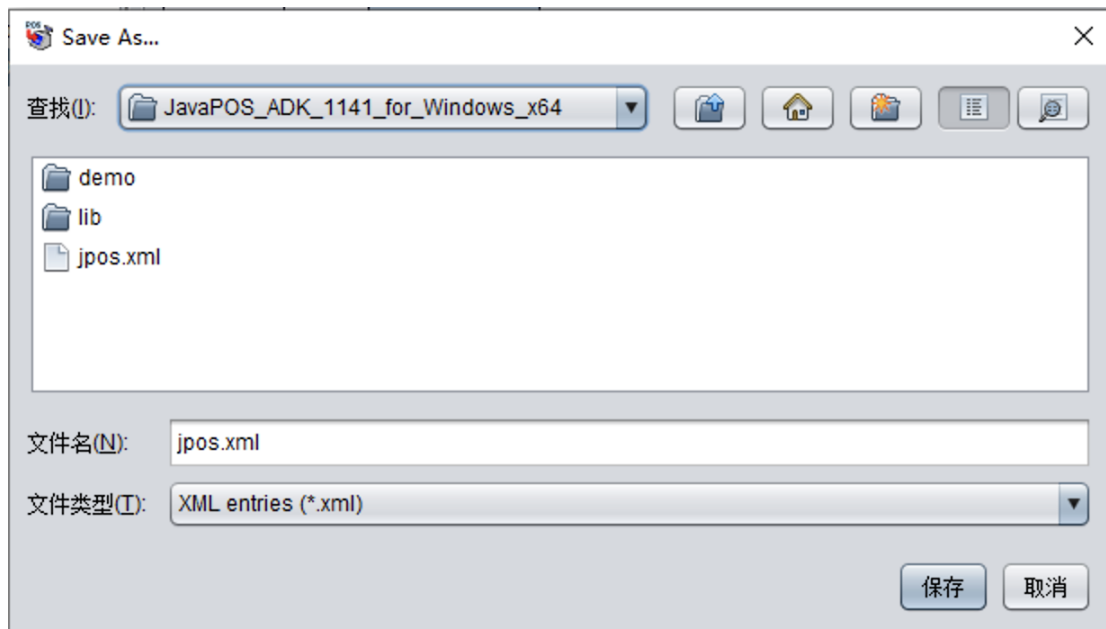 Save As...
查找(I): JavaPOS_ADK_1141_for_Windows_x64
demo
lib
jpos.xml
文件名(N): jpos.xml
文件类型(T): XML entries (*.xml)
保存 取消